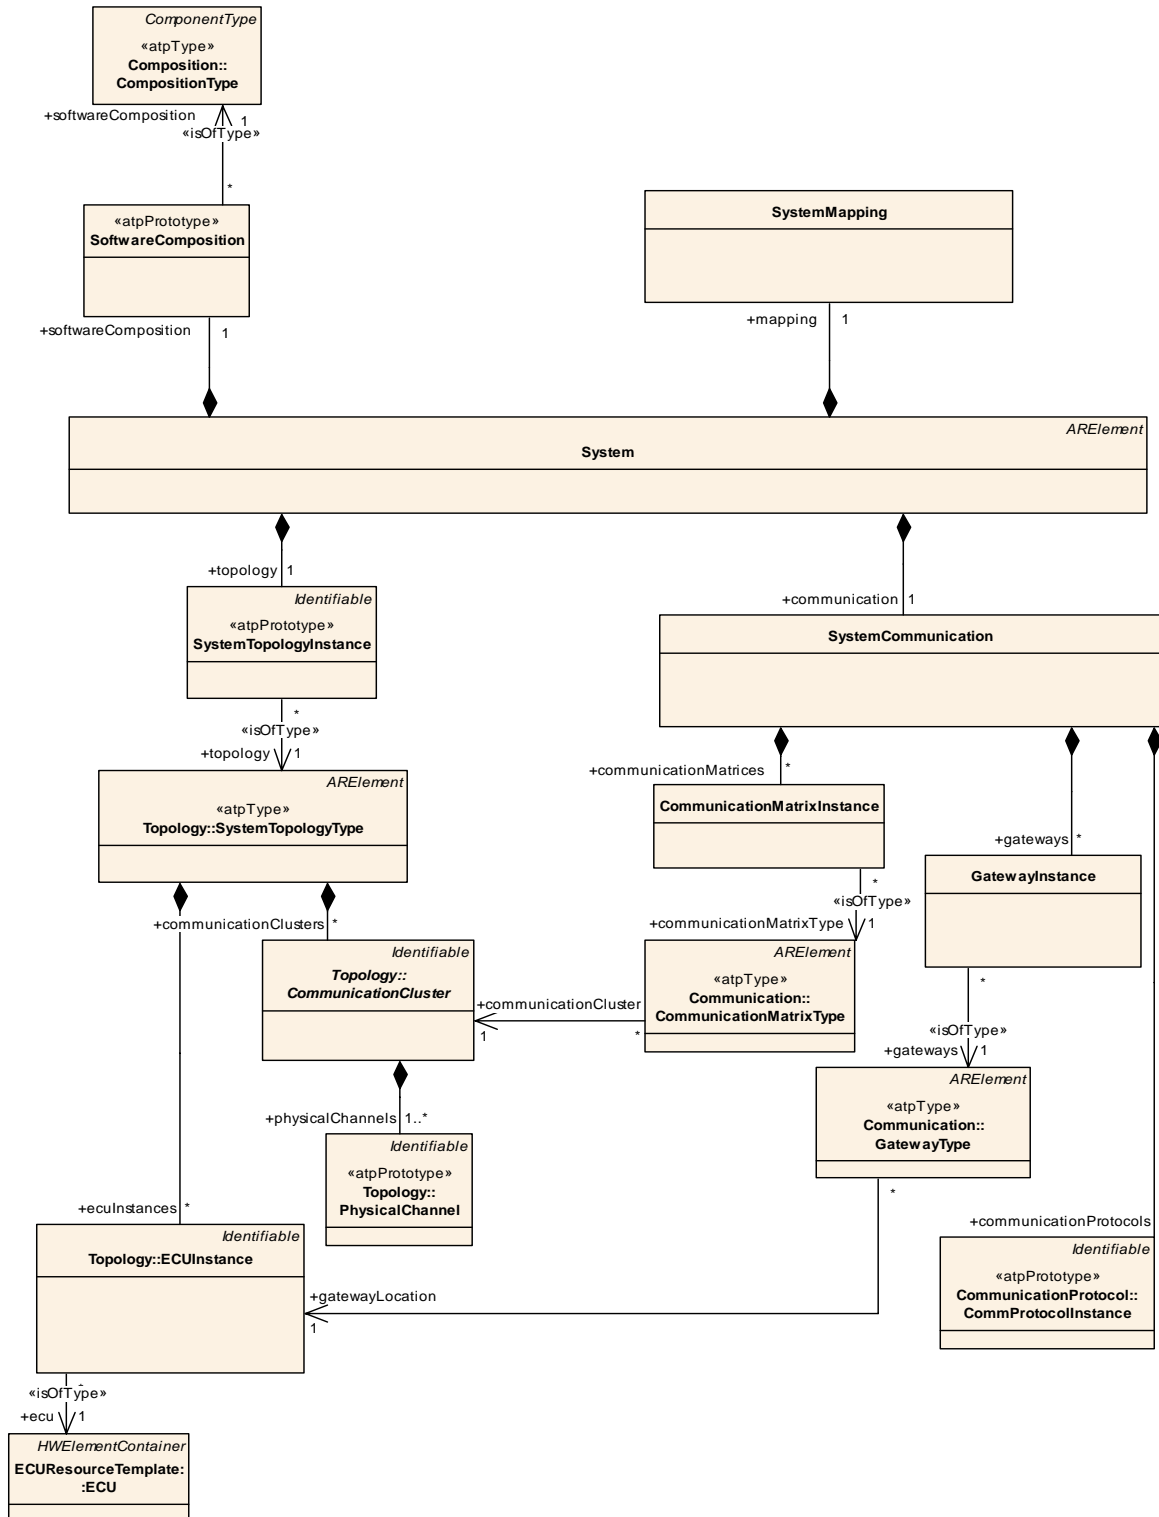 ComponentType
«atpType»
Composition::
CompositionType
+softwareComposition
1
«isOfType»
*
«atpPrototype»
SoftwareComposition
SystemMapping
+softwareComposition
1
+mapping
1
ARElement
System
+topology
1
Identifiable
«atpPrototype»
SystemTopologyInstance
+communication
1
SystemCommunication
*
«isOfType»
+topology
1
ARElement
«atpType»
Topology::SystemTopologyType
+communicationMatrices
*
CommunicationMatrixInstance
+gateways
*
GatewayInstance
*
«isOfType»
+communicationMatrixType
1
+communicationClusters
*
Identifiable
Topology::
CommunicationCluster
ARElement
«atpType»
Communication::
CommunicationMatrixType
+communicationCluster
1
*
*
«isOfType»
+gateways
1
ARElement
«atpType»
Communication::
GatewayType
+physicalChannels
1..*
Identifiable
«atpPrototype»
Topology::
PhysicalChannel
*
+ecuInstances
*
Identifiable
Topology::ECUInstance
+communicationProtocols
Identifiable
«atpPrototype»
CommunicationProtocol::
CommProtocolInstance
+gatewayLocation
1
*
«isOfType»
+ecu
1
HWElementContainer
ECUResourceTemplate:
:ECU